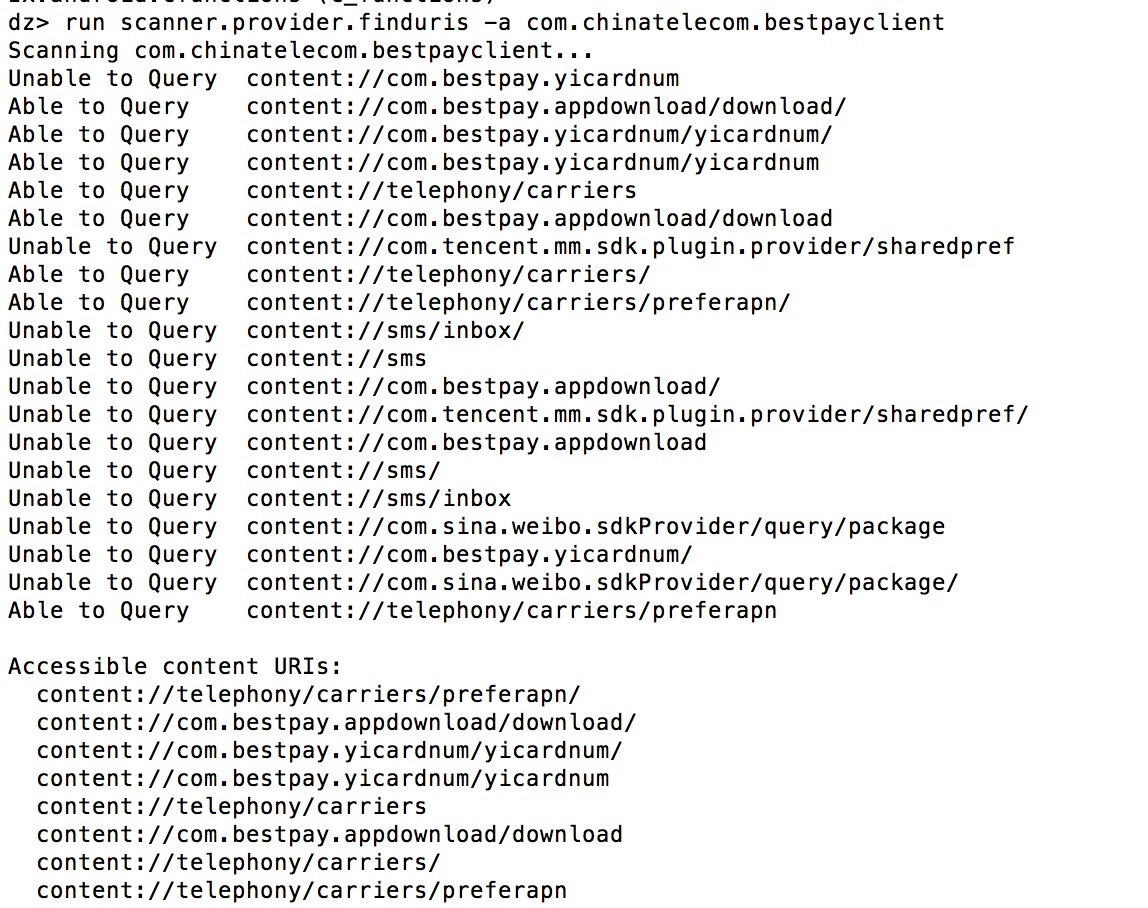 dz> run scanner.provider.finduris -a com.chinatelecom.bestpayclient
Scanning com.chinatelecom.bestpayclient...
Unable to Query  content://com.bestpay.yicardnum
Able to Query    content://com.bestpay.appdownload/download/
Able to Query    content://com.bestpay.yicardnum/yicardnum/
Able to Query    content://com.bestpay.yicardnum/yicardnum
Able to Query    content://telephony/carriers
Able to Query    content://com.bestpay.appdownload/download
Unable to Query  content://com.tencent.mm.sdk.plugin.provider/sharedpref
Able to Query    content://telephony/carriers/
Able to Query    content://telephony/carriers/preferapn/
Unable to Query  content://sms/inbox/
Unable to Query  content://sms
Unable to Query  content://com.bestpay.appdownload/
Unable to Query  content://com.tencent.mm.sdk.plugin.provider/sharedpref/
Unable to Query  content://com.bestpay.appdownload
Unable to Query  content://sms/
Unable to Query  content://sms/inbox
Unable to Query  content://com.sina.weibo.sdkProvider/query/package
Unable to Query  content://com.bestpay.yicardnum/
Unable to Query  content://com.sina.weibo.sdkProvider/query/package/
Able to Query    content://telephony/carriers/preferapn

Accessible content URIs:
  content://telephony/carriers/preferapn/
  content://com.bestpay.appdownload/download/
  content://com.bestpay.yicardnum/yicardnum/
  content://com.bestpay.yicardnum/yicardnum
  content://telephony/carriers
  content://com.bestpay.appdownload/download
  content://telephony/carriers/
  content://telephony/carriers/preferapn